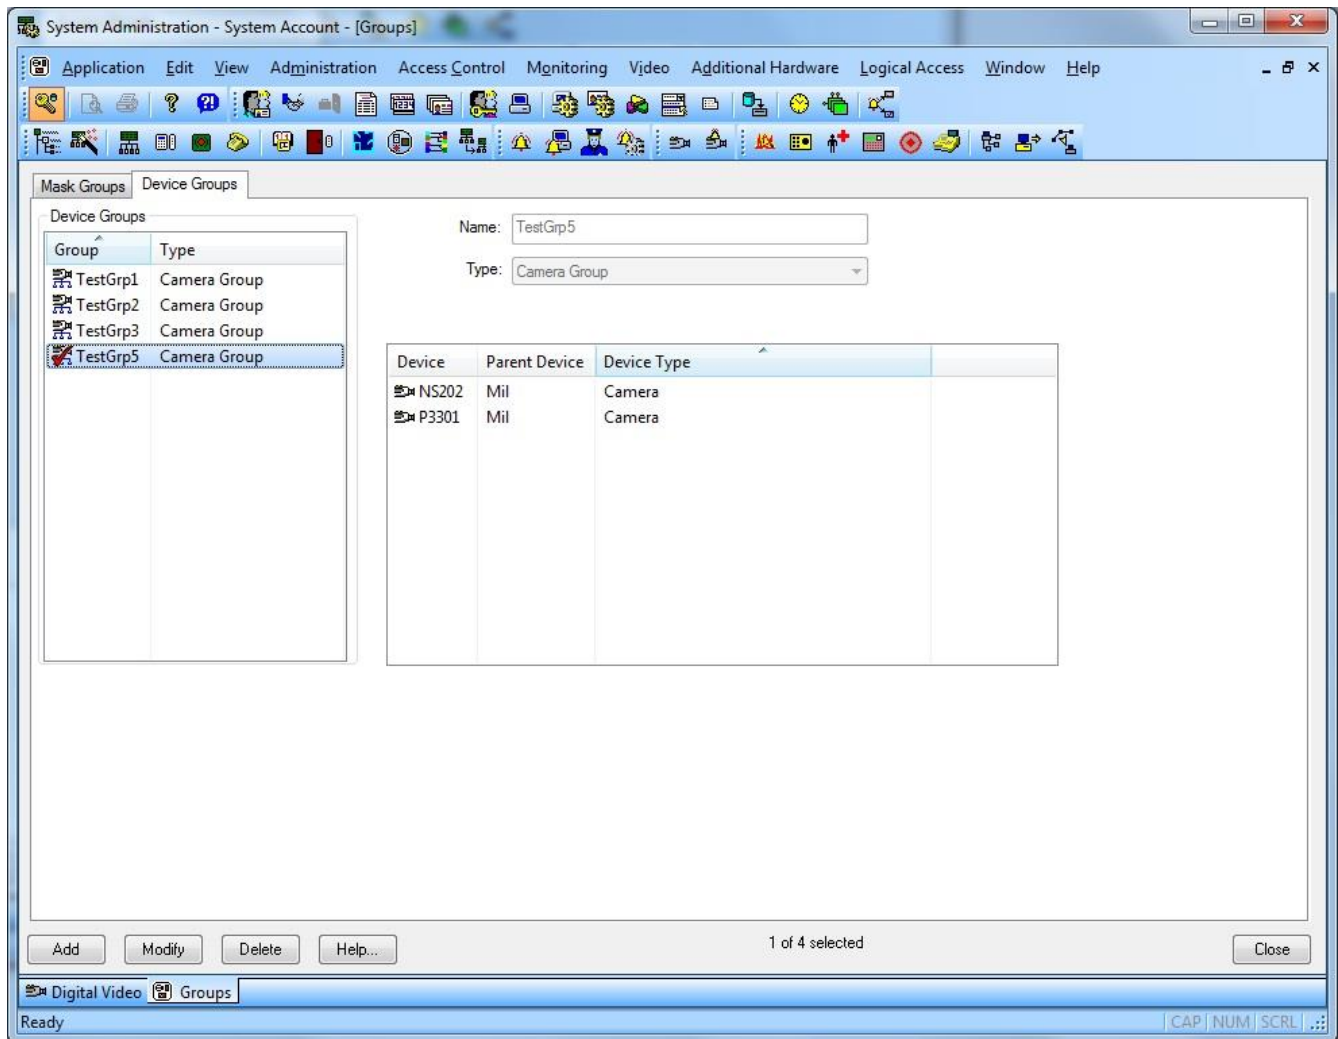 System Administration - System Account - [Groups]
Application Edit View Administration Access Control Monitoring Video Additional Hardware Logical Access Window Help
Mask Groups Device Groups
Device Groups
Group Type
TestGrp1 Camera Group
TestGrp2 Camera Group
TestGrp3 Camera Group
TestGrp5 Camera Group
Name: TestGrp5
Type: Camera Group
Device Parent Device Device Type
NS202 Mil Camera
P3301 Mil Camera
Add Modify Delete Help... 1 of 4 selected Close
Digital Video Groups
Ready CAP NUM SCRL